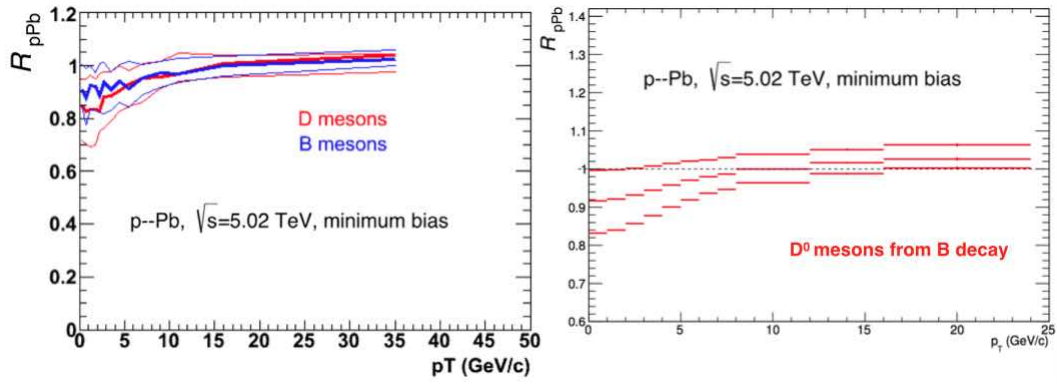 R pPb
1.2
1
0.8
0.6
0.4
0.2
0
D mesons
B mesons
p--Pb, √s=5.02 TeV, minimum bias
0 5 10 15 20 25 30 35 40 45 50
pT (GeV/c)
R pPb
1.4
1.3
1.2
1.1
1
0.9
0.8
0.7
0.6
p--Pb, √s=5.02 TeV, minimum bias
D⁰ mesons from B decay
0 5 10 15 20 25
p_T (GeV/c)